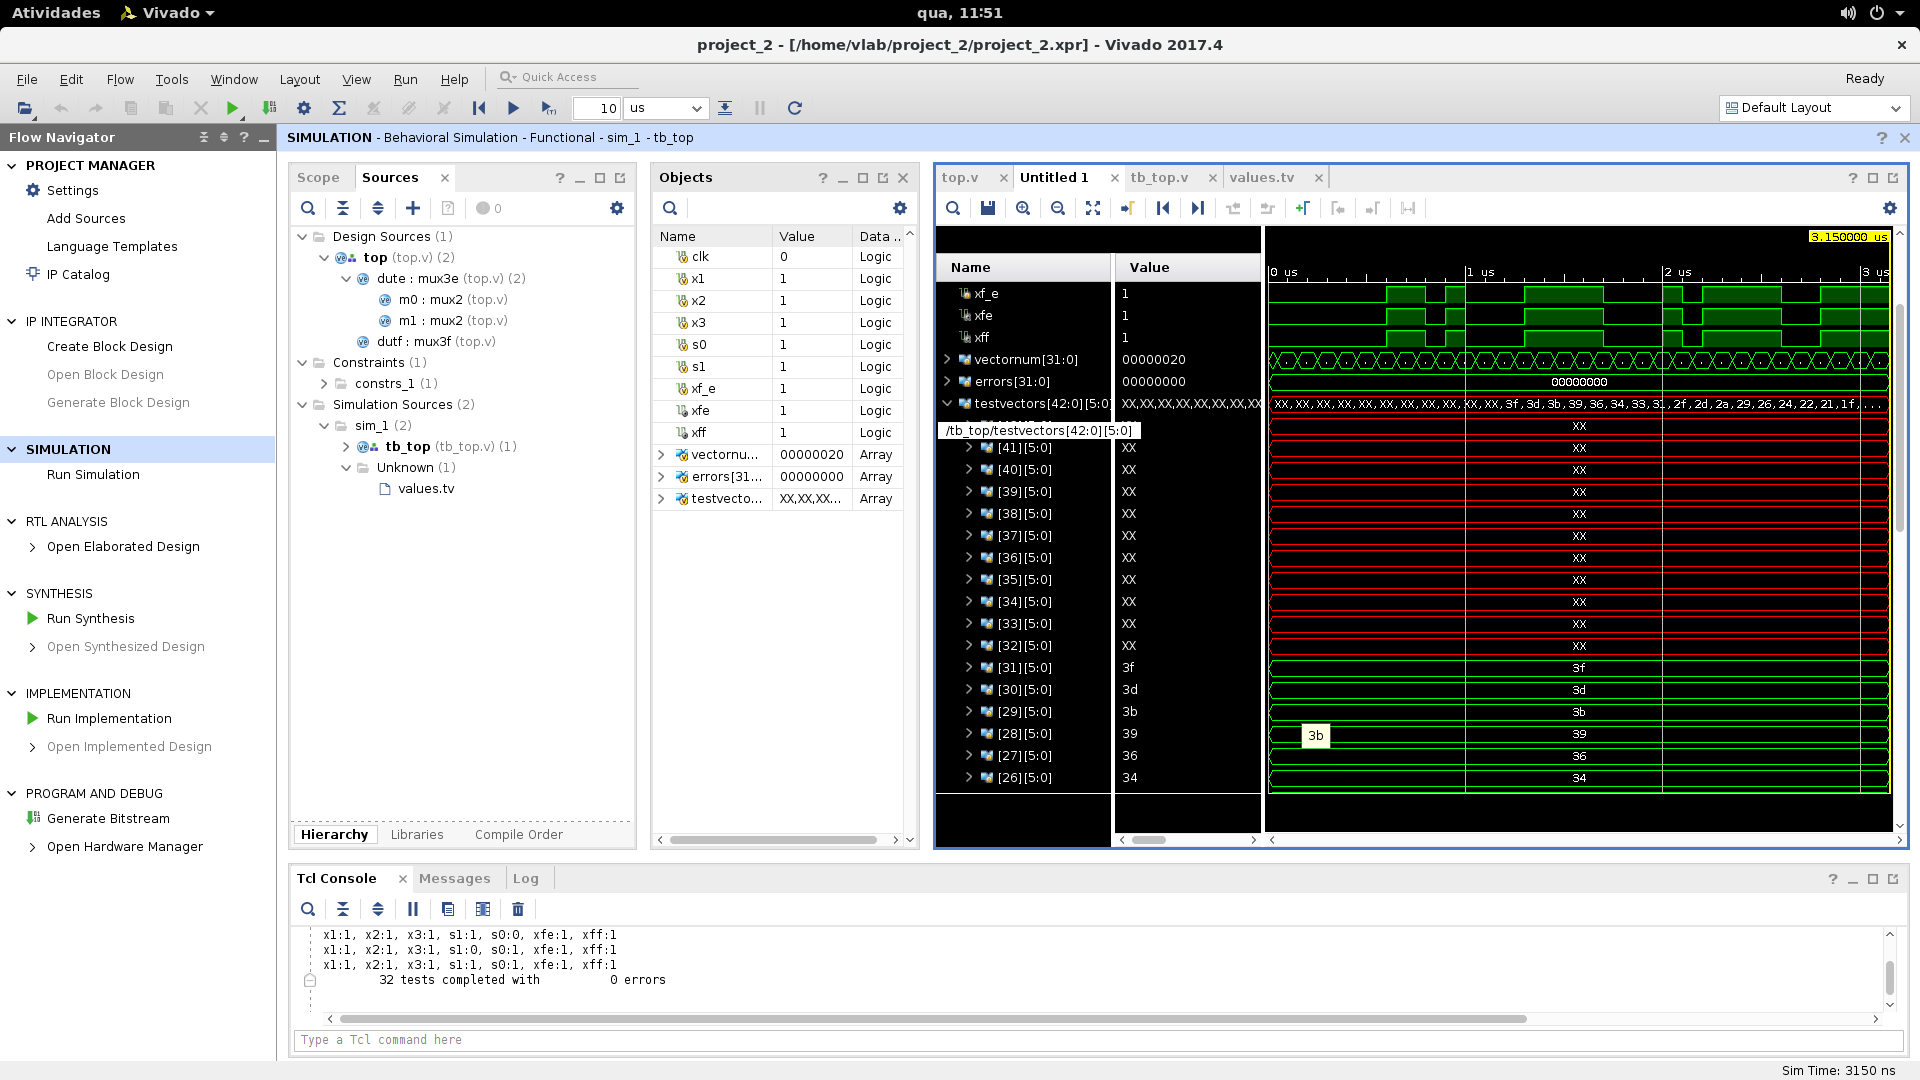 Atividades Vivado qua, 11:51
project_2 - [/home/vlab/project_2/project_2.xpr] - Vivado 2017.4
File Edit Flow Tools Window Layout View Run Help Quick Access Ready
10 us Default Layout
Flow Navigator
SIMULATION - Behavioral Simulation - Functional - sim_1 - tb_top
PROJECT MANAGER
Settings
Add Sources
Language Templates
IP Catalog
IP INTEGRATOR
Create Block Design
Open Block Design
Generate Block Design
SIMULATION
Run Simulation
RTL ANALYSIS
Open Elaborated Design
SYNTHESIS
Run Synthesis
Open Synthesized Design
IMPLEMENTATION
Run Implementation
Open Implemented Design
PROGRAM AND DEBUG
Generate Bitstream
Open Hardware Manager
Scope Sources
0
Design Sources (1)
top (top.v) (2)
dute : mux3e (top.v) (2)
m0 : mux2 (top.v)
m1 : mux2 (top.v)
dutf : mux3f (top.v)
Constraints (1)
constrs_1 (1)
Simulation Sources (2)
sim_1 (2)
tb_top (tb_top.v) (1)
Unknown (1)
values.tv
Hierarchy Libraries Compile Order
Objects
Name Value Data ..
clk 0 Logic
x1 1 Logic
x2 1 Logic
x3 1 Logic
s0 1 Logic
s1 1 Logic
xf_e 1 Logic
xfe 1 Logic
xff 1 Logic
vectornu... 00000020 Array
errors[31... 00000000 Array
testvecto... XX,XX,XX... Array
top.v Untitled 1 tb_top.v values.tv
3.150000 us
Name Value 0 us 1 us 2 us 3 us
xf_e 1
xfe 1
xff 1
vectornum[31:0] 00000020
errors[31:0] 00000000 00000000
testvectors[42:0][5:0] XX,XX,XX,XX,XX,XX,XX,XX XX,XX,XX,XX,XX,XX,XX,XX,XX,XX,XX,3f,3d,3b,39,36,34,33,31,2f,2d,2a,29,26,24,22,21,1f,...
XX
/tb_top/testvectors[42:0][5:0]
[41][5:0] XX XX
[40][5:0] XX XX
[39][5:0] XX XX
[38][5:0] XX XX
[37][5:0] XX XX
[36][5:0] XX XX
[35][5:0] XX XX
[34][5:0] XX XX
[33][5:0] XX XX
[32][5:0] XX XX
[31][5:0] 3f 3f
[30][5:0] 3d 3d
[29][5:0] 3b 3b
[28][5:0] 39 3b 39
[27][5:0] 36 36
[26][5:0] 34 34
Tcl Console Messages Log
x1:1, x2:1, x3:1, s1:1, s0:0, xfe:1, xff:1
x1:1, x2:1, x3:1, s1:0, s0:1, xfe:1, xff:1
x1:1, x2:1, x3:1, s1:1, s0:1, xfe:1, xff:1
32 tests completed with 0 errors
Type a Tcl command here
Sim Time: 3150 ns